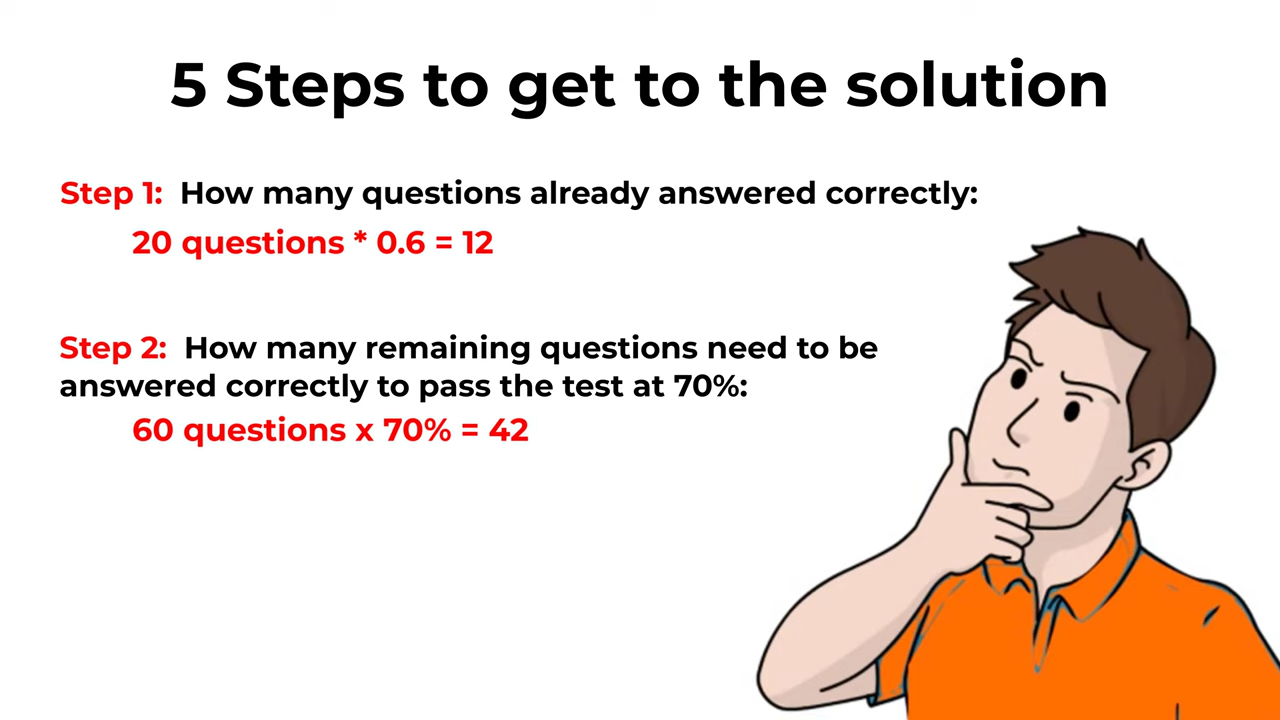 5 Steps to get to the solution
Step 1: How many questions already answered correctly:
20 questions * 0.6 = 12
Step 2: How many remaining questions need to be
answered correctly to pass the test at 70%:
60 questions x 70% = 42